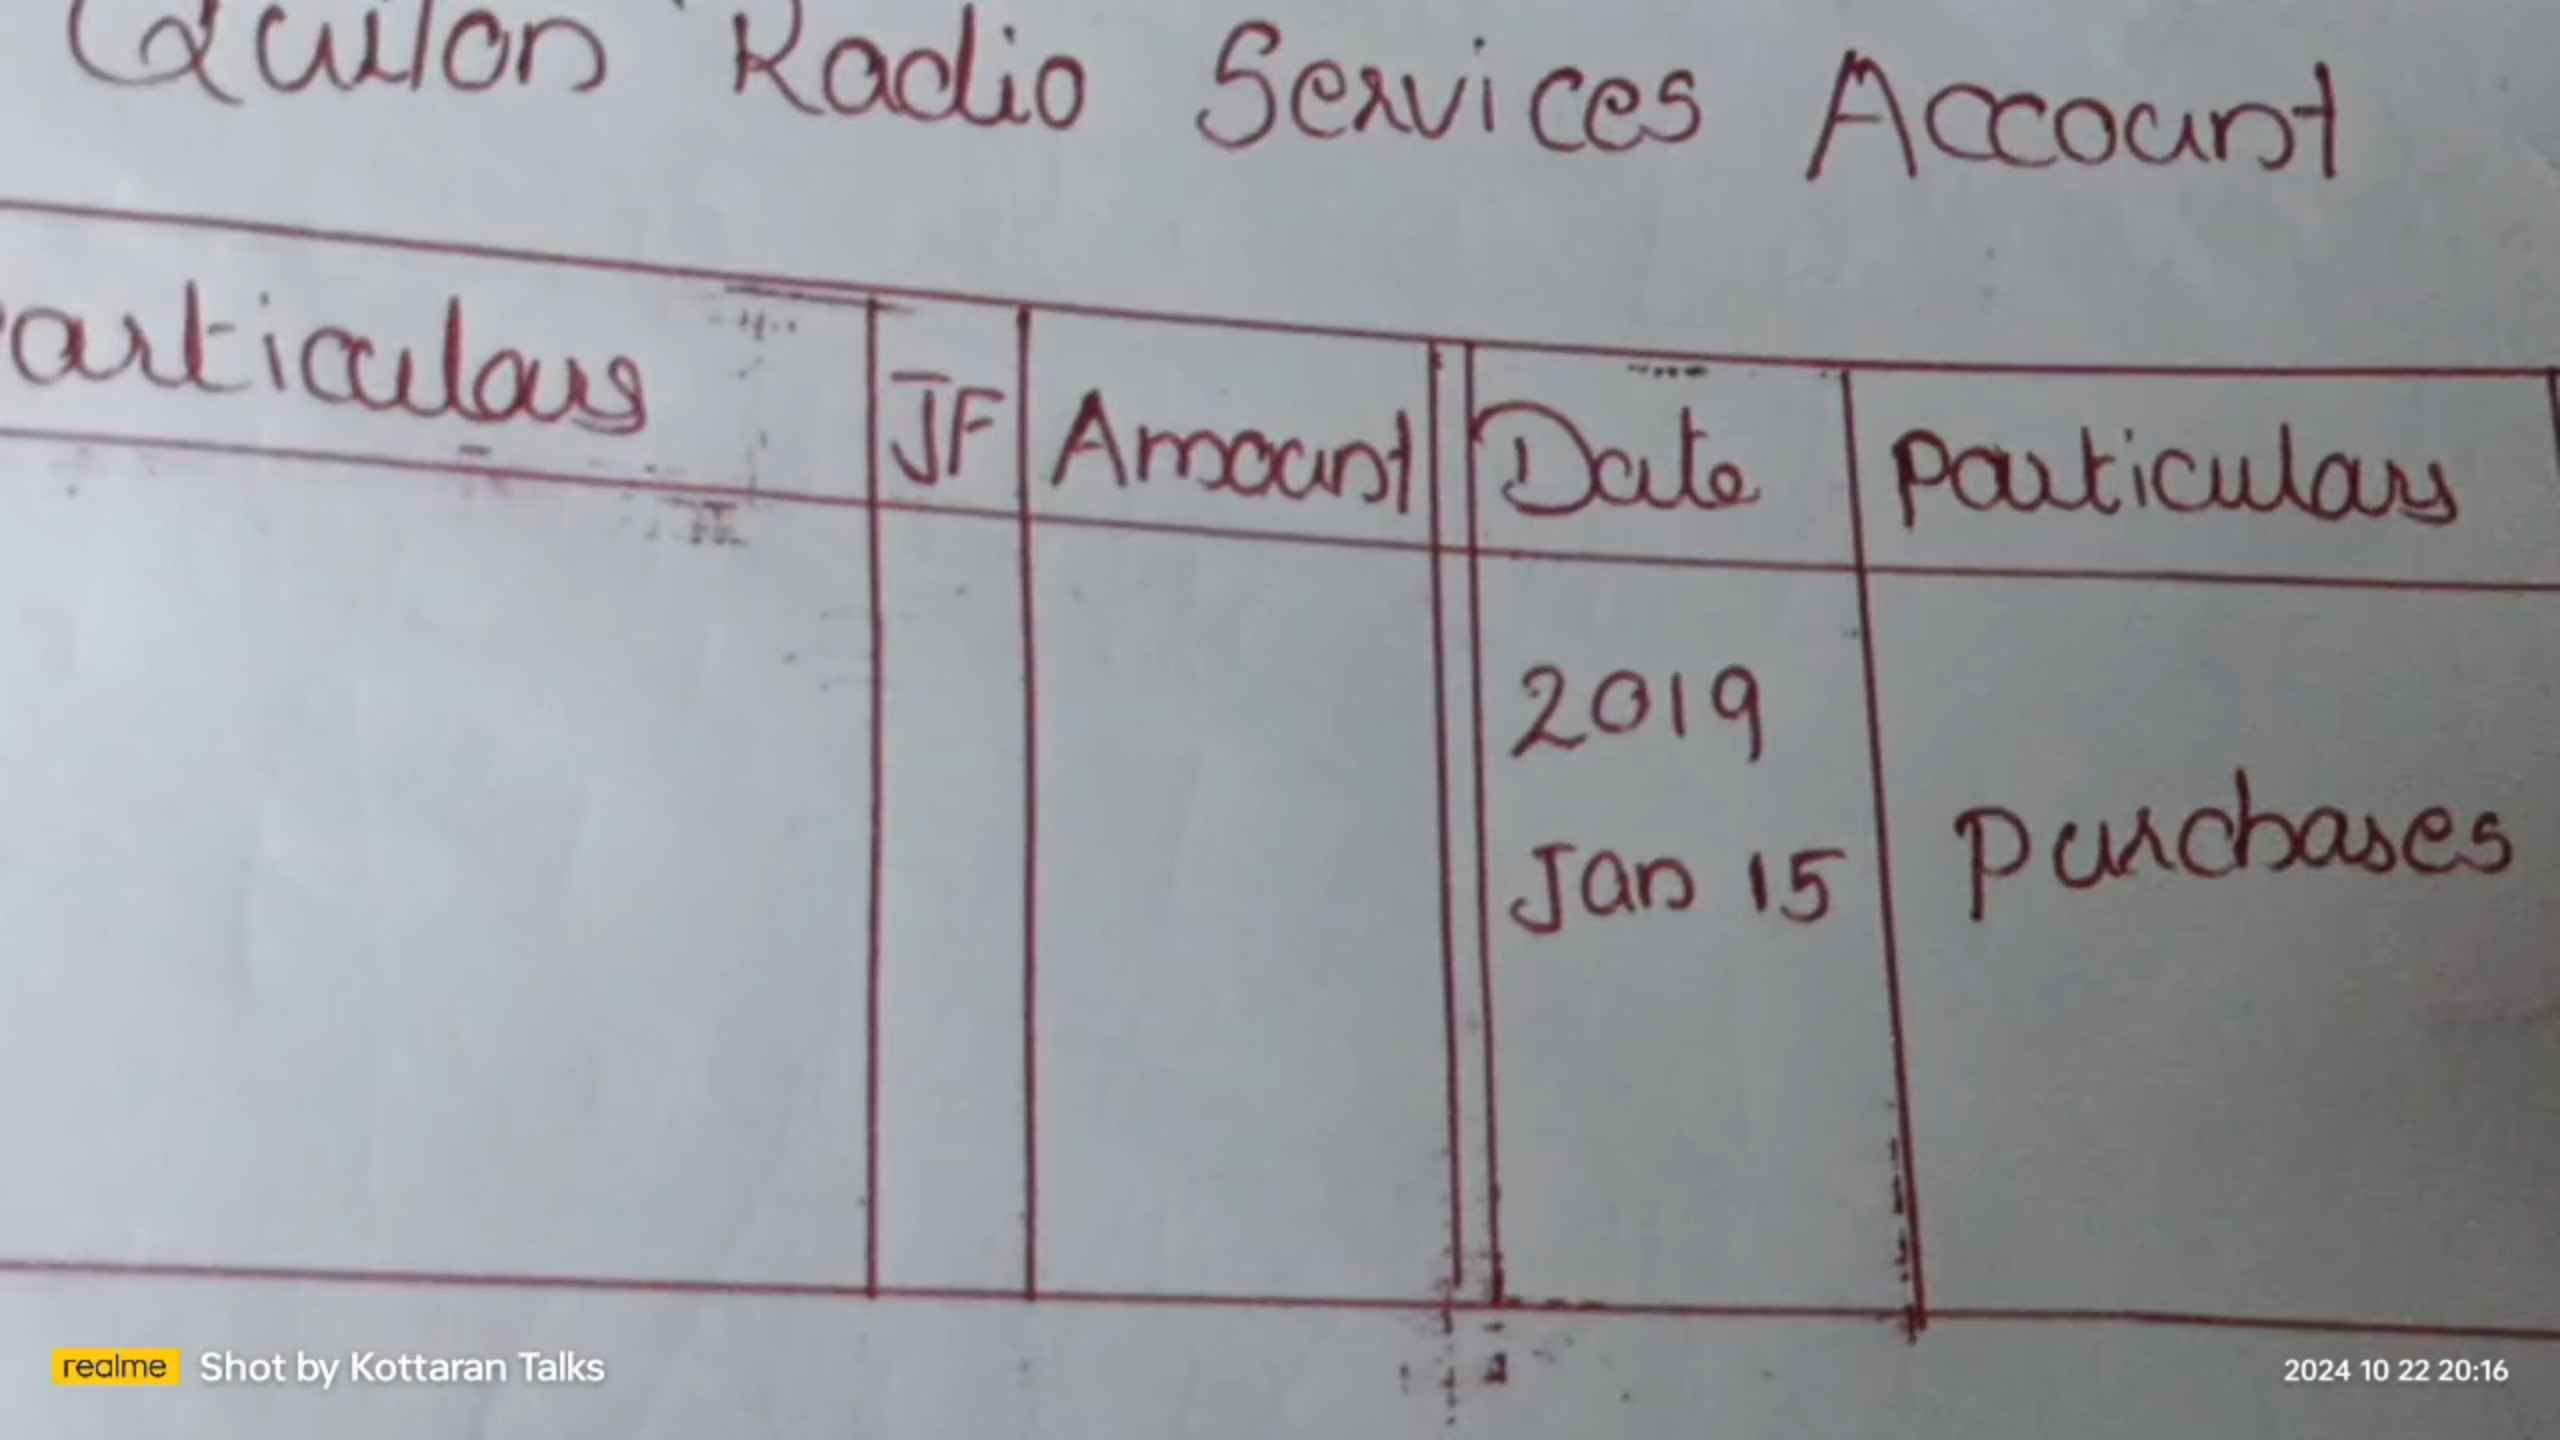 Quilon Radio Services Account
articulars JF Amount Date Particulars
2019
Jan 15 Purchases
realme Shot by Kottaran Talks 2024 10 22 20:16